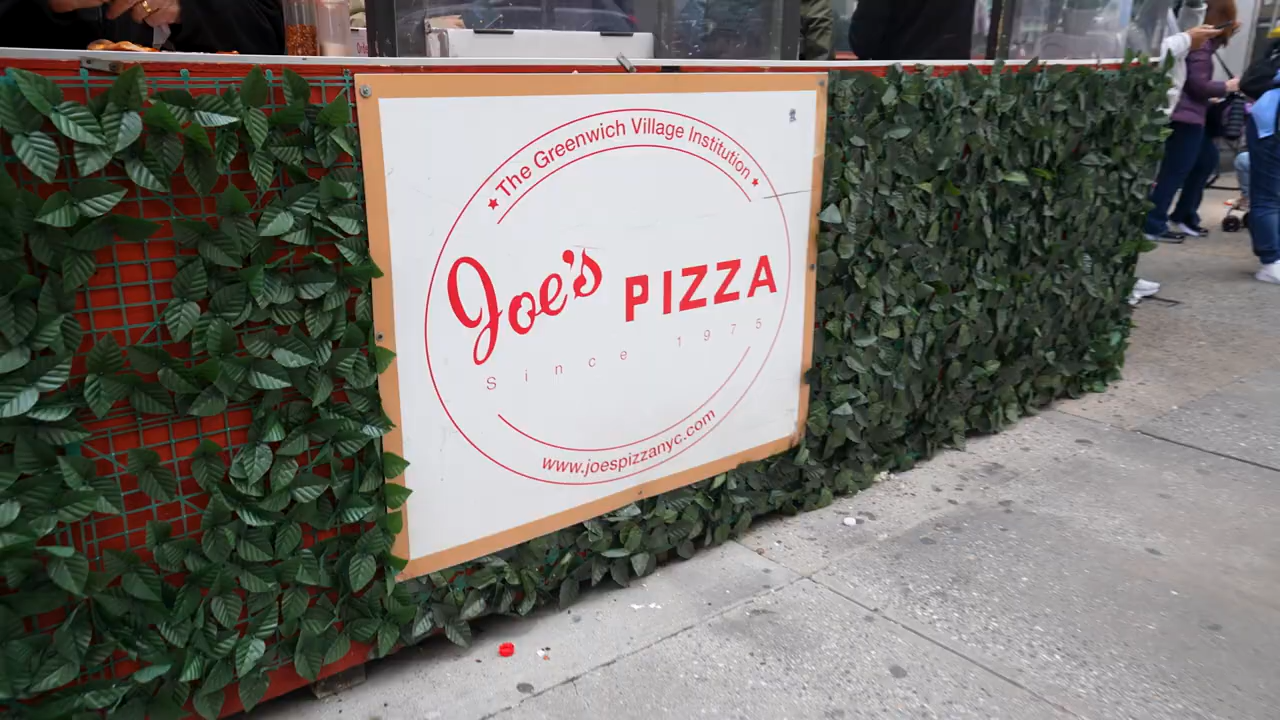 ★ The Greenwich Village Institution ★
Joe's PIZZA
Since 1975
www.joespizzanyc.com